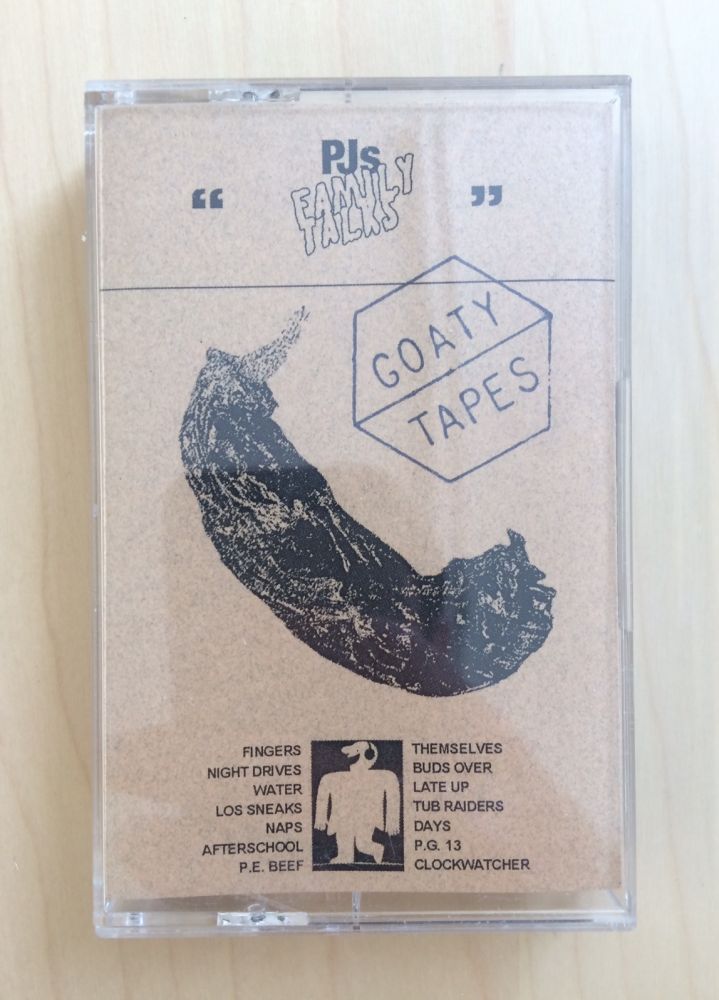 PJs
“ FAMILY ”
TALKS
GOATY
TAPES
FINGERS
NIGHT DRIVES
WATER
LOS SNEAKS
NAPS
AFTERSCHOOL
P.E. BEEF
THEMSELVES
BUDS OVER
LATE UP
TUB RAIDERS
DAYS
P.G. 13
CLOCKWATCHER